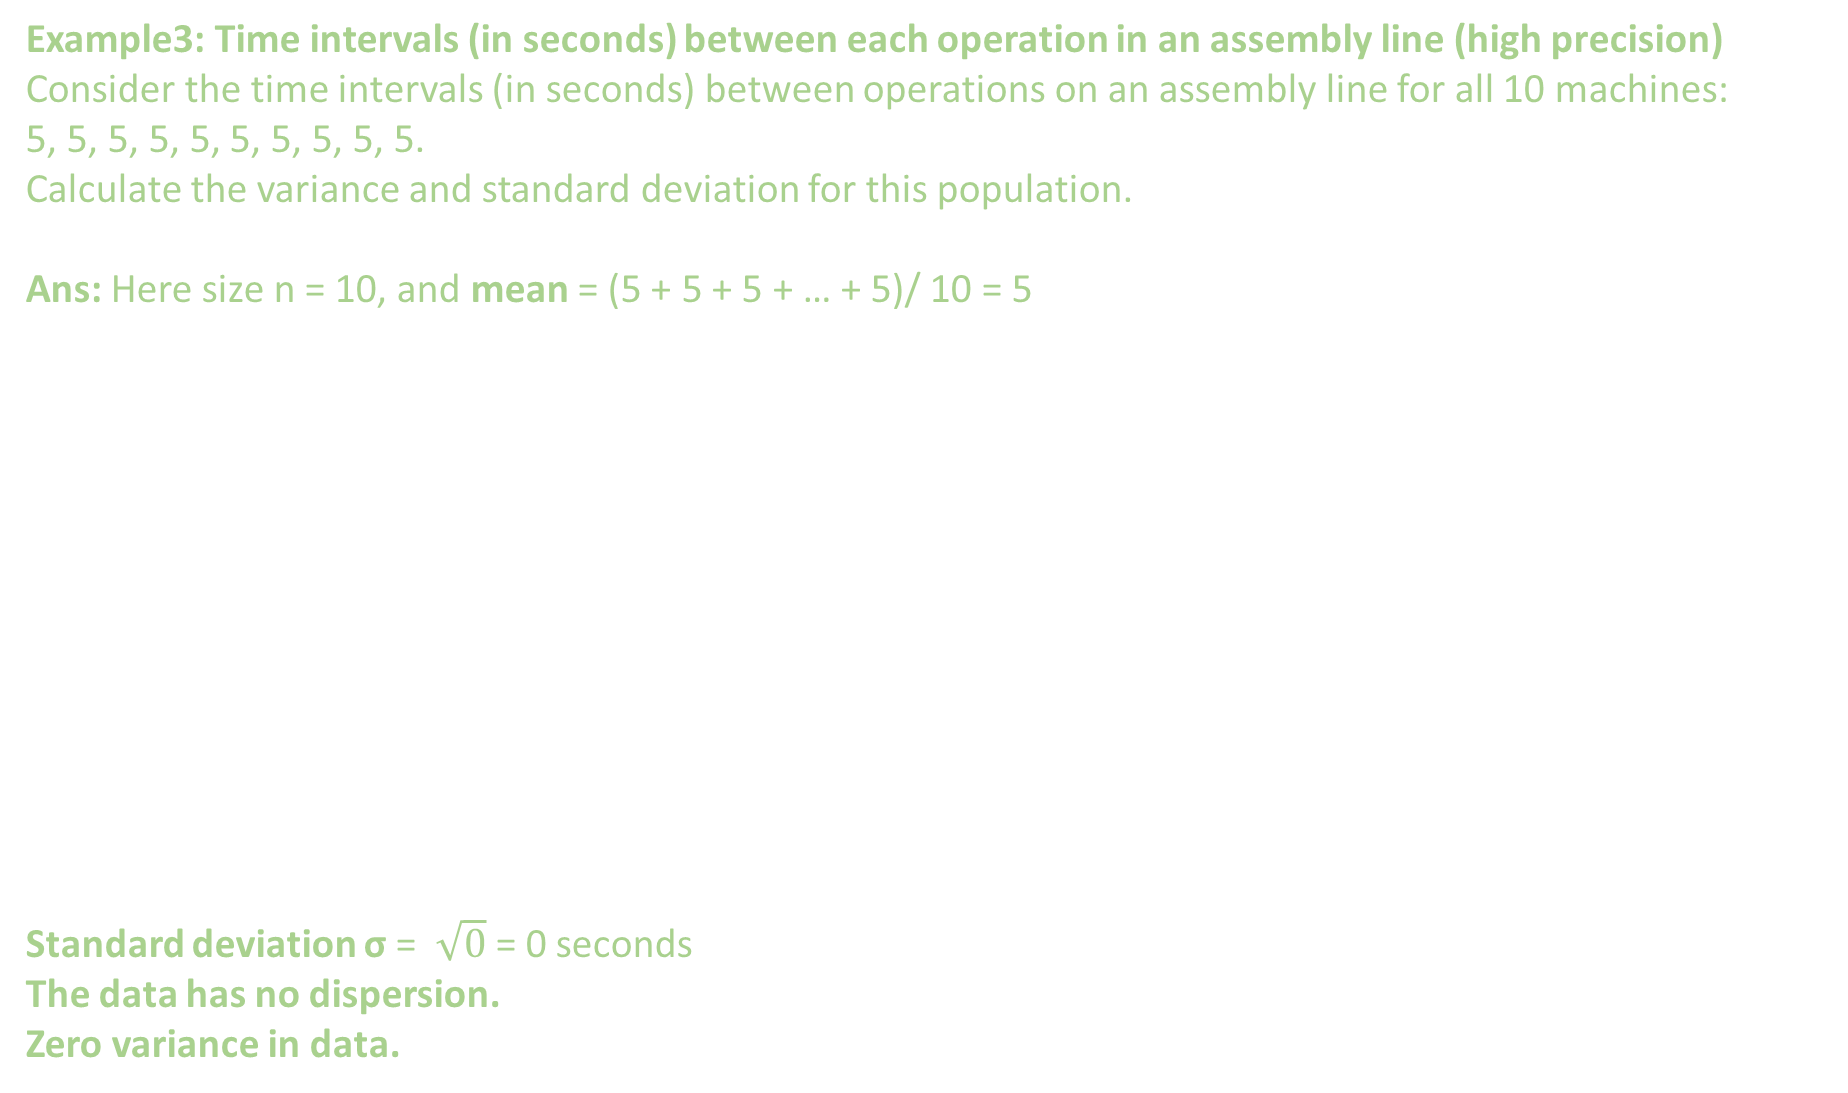 Example3: Time intervals (in seconds) between each operation in an assembly line (high precision)
Consider the time intervals (in seconds) between operations on an assembly line for all 10 machines:
5, 5, 5, 5, 5, 5, 5, 5, 5, 5.
Calculate the variance and standard deviation for this population.
Ans: Here size n = 10, and mean = (5 + 5 + 5 + … + 5)/ 10 = 5
Standard deviation σ = √0 = 0 seconds
The data has no dispersion.
Zero variance in data.